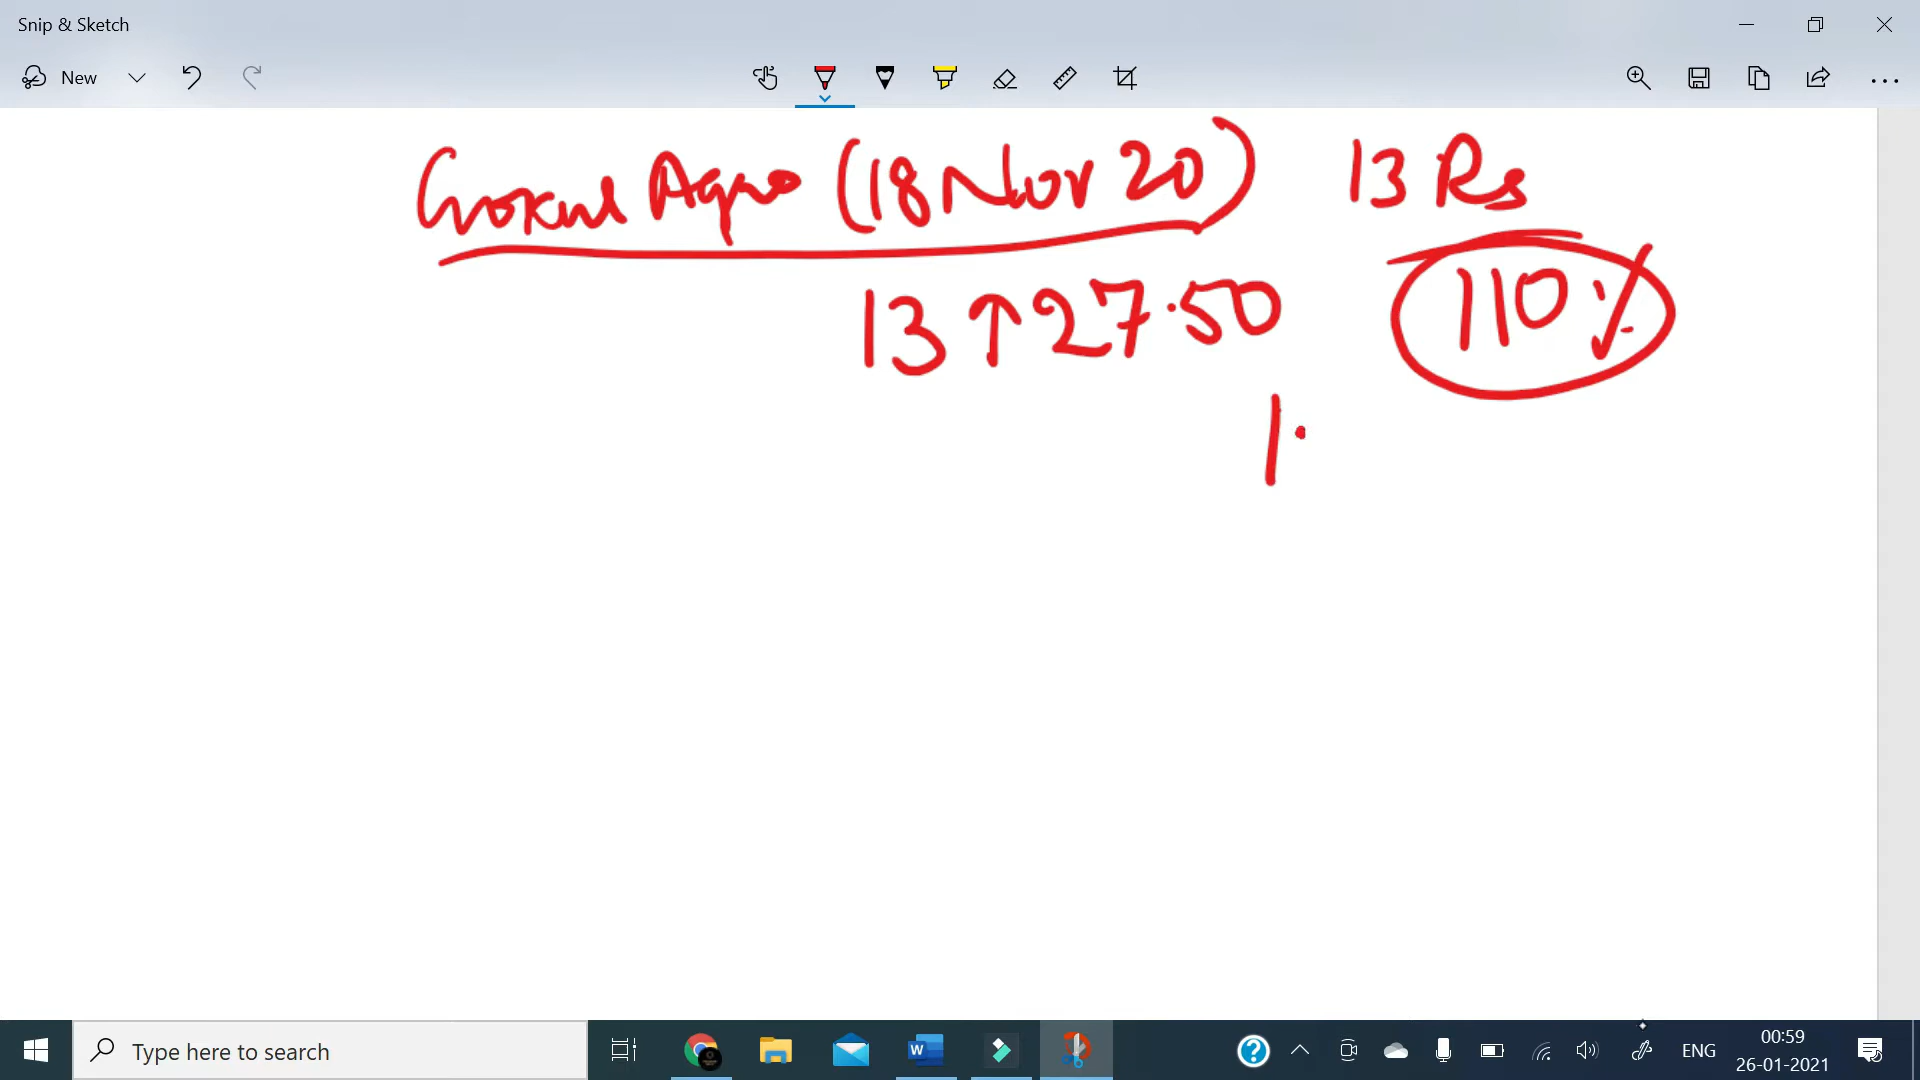 Snip & Sketch
New
Gokul Agro (18 Nov 20) 13 Rs
13 ↑ 27.50 110 %
1
Type here to search
ENG
00:59
26-01-2021